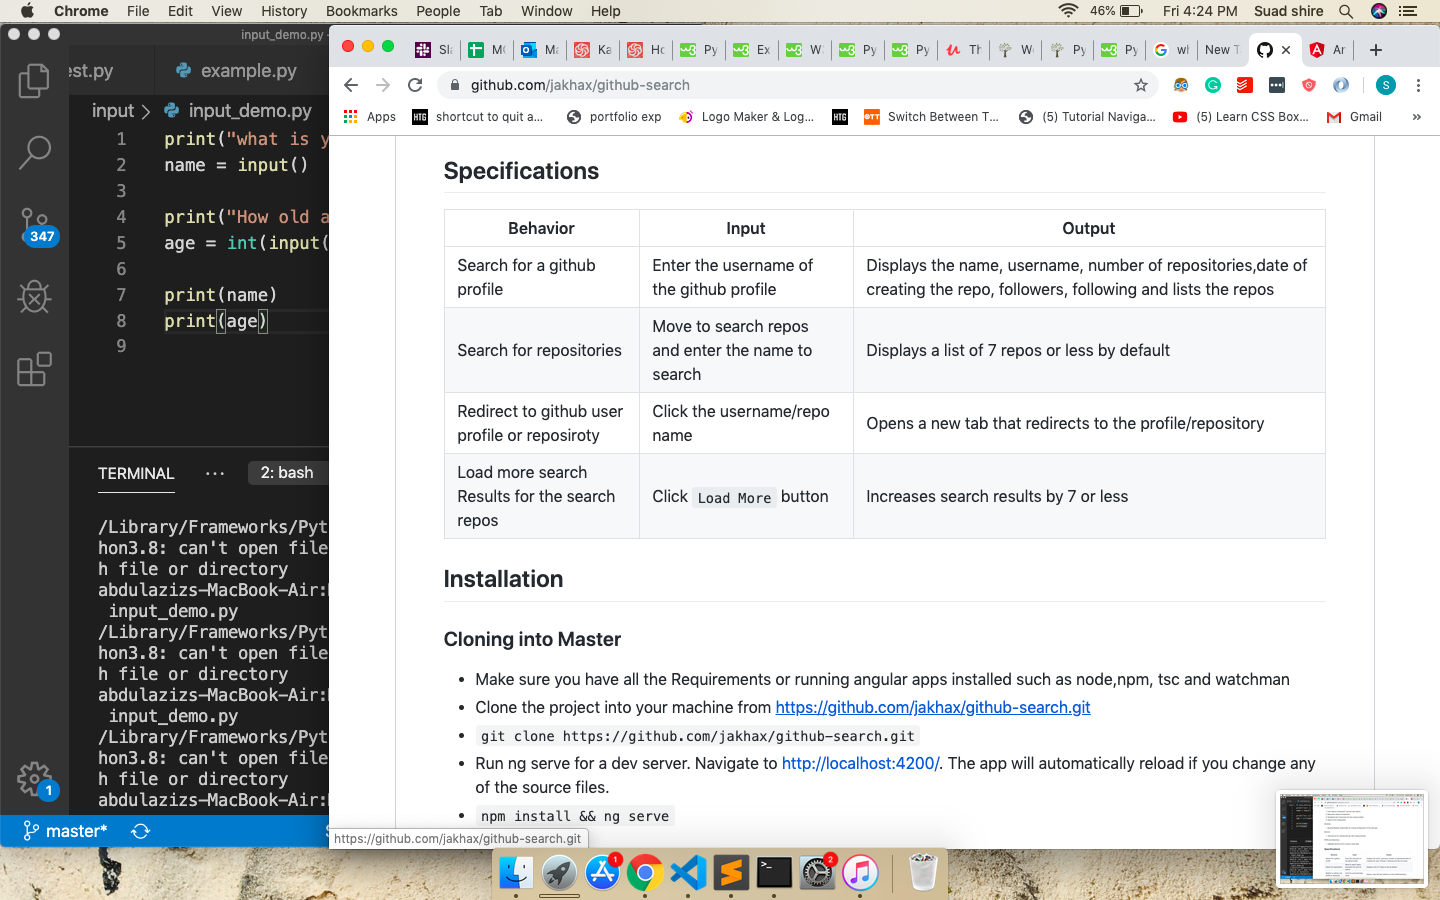 Chrome File Edit View History Bookmarks People Tab Window Help 46% Fri 4:24 PM Suad shire
input_demo.py -
est.py example.py
input input_demo.py
1 print("what is y
2 name = input()
3
4 print("How old a
5 age = int(input(
6
7 print(name)
8 print(age)
9
347
TERMINAL ... 2: bash
/Library/Frameworks/Pyt
hon3.8: can't open file
h file or directory
abdulazizs-MacBook-Air:
input_demo.py
/Library/Frameworks/Pyt
hon3.8: can't open file
h file or directory
abdulazizs-MacBook-Air:
input_demo.py
/Library/Frameworks/Pyt
hon3.8: can't open file
h file or directory
abdulazizs-MacBook-Air:
1
master*
Sl Ka Ho Py Ex W Py Py Th W Py Py wh New T Ar
github.com/jakhax/github-search
S
Apps HTG shortcut to quit a... portfolio exp Logo Maker & Log... HTG OTT Switch Between T... (5) Tutorial Naviga... (5) Learn CSS Box... Gmail »
Specifications
Behavior Input Output
Search for a github profile Enter the username of the github profile Displays the name, username, number of repositories,date of creating the repo, followers, following and lists the repos
Search for repositories Move to search repos and enter the name to search Displays a list of 7 repos or less by default
Redirect to github user profile or reposiroty Click the username/repo name Opens a new tab that redirects to the profile/repository
Load more search Results for the search repos Click Load More button Increases search results by 7 or less
Installation
Cloning into Master
Make sure you have all the Requirements or running angular apps installed such as node,npm, tsc and watchman
Clone the project into your machine from https://github.com/jakhax/github-search.git
git clone https://github.com/jakhax/github-search.git
Run ng serve for a dev server. Navigate to http://localhost:4200/. The app will automatically reload if you change any
of the source files.
npm install && ng serve
https://github.com/jakhax/github-search.git
1 2